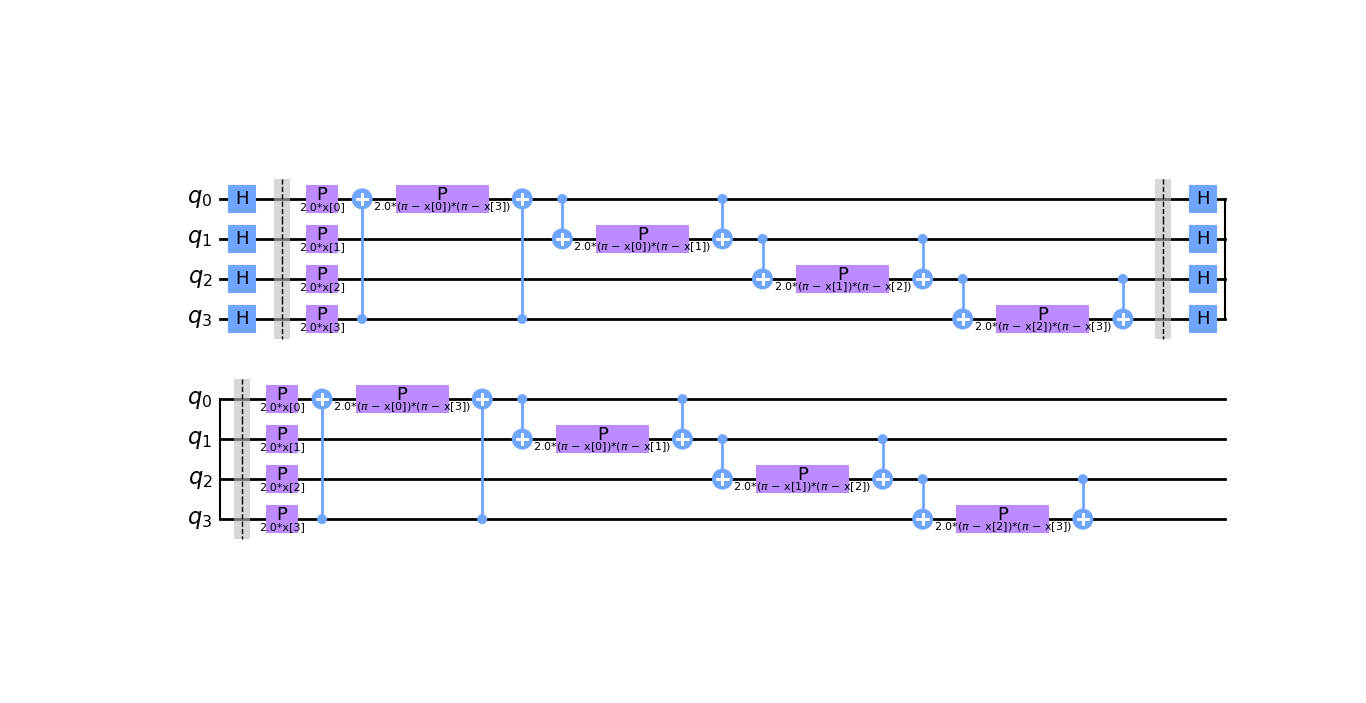 q0 H P 2.0*x[0] P 2.0*(π − x[0])*(π − x[3]) H
q1 H P 2.0*x[1] P 2.0*(π − x[0])*(π − x[1]) H
q2 H P 2.0*x[2] P 2.0*(π − x[1])*(π − x[2]) H
q3 H P 2.0*x[3] P 2.0*(π − x[2])*(π − x[3]) H
q0 P 2.0*x[0] P 2.0*(π − x[0])*(π − x[3])
q1 P 2.0*x[1] P 2.0*(π − x[0])*(π − x[1])
q2 P 2.0*x[2] P 2.0*(π − x[1])*(π − x[2])
q3 P 2.0*x[3] P 2.0*(π − x[2])*(π − x[3])